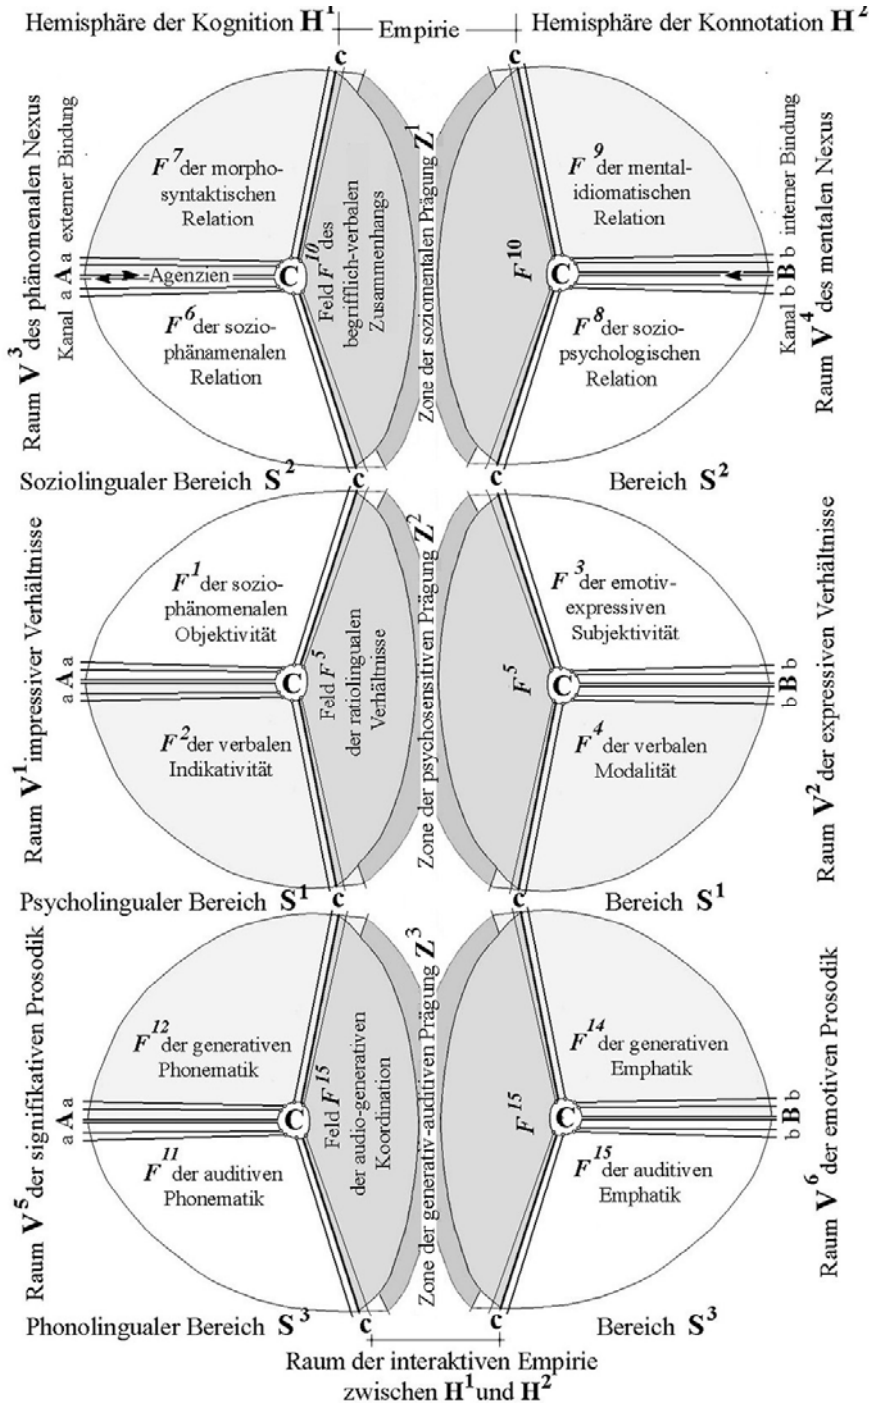 Hemisphäre der Kognition H¹
Empirie
Hemisphäre der Konnotation H²
c
c
Raum V³ des phänomenalen Nexus
Kanal a A a externer Bindung
F⁷ der morpho-
syntaktischen
Relation
Agenzien
C
F⁶ der sozio-
phänamenalen
Relation
Feld F¹⁰ des
begrifflich-verbalen
Zusammenhangs
Zone der soziomentalen Prägung Z¹
F¹⁰
F⁹ der mental-
idiomatischen
Relation
C
F⁸ der sozio-
psychologischen
Relation
Kanal b B b interner Bindung
Raum V⁴ des mentalen Nexus
Soziolingualer Bereich S²
c
c
Bereich S²
Raum V¹ impressiver Verhältnisse
a A a
F¹ der sozio-
phänomenalen
Objektivität
C
F² der verbalen
Indikativität
Feld F⁵
der ratiolingualen
Verhältnisse
Zone der psychosensitiven Prägung Z²
F⁵
F³ der emotiv-
expressiven
Subjektivität
C
F⁴ der verbalen
Modalität
b B b
Raum V² der expressiven Verhältnisse
Psycholingualer Bereich S¹
c
c
Bereich S¹
Raum V⁵ der signifikativen Prosodik
a A a
F¹² der generativen
Phonematik
C
F¹¹ der auditiven
Phonematik
Feld F¹⁵
der audio-generativen
Koordination
Zone der generativ-auditiven Prägung Z³
F¹⁵
F¹⁴ der generativen
Emphatik
C
F¹⁵ der auditiven
Emphatik
b B b
Raum V⁶ der emotiven Prosodik
Phonolingualer Bereich S³
c
c
Bereich S³
Raum der interaktiven Empirie
zwischen H¹ und H²